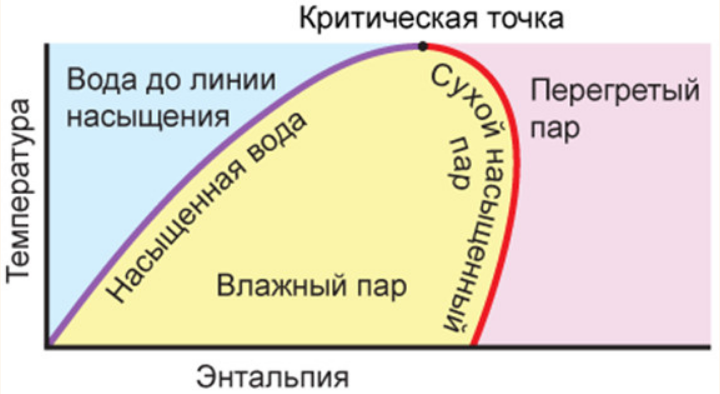 Критическая точка
Вода до линии
насыщения
Насыщенная вода
Сухой насыщенный
пар
Перегретый
пар
Влажный пар
Температура
Энтальпия